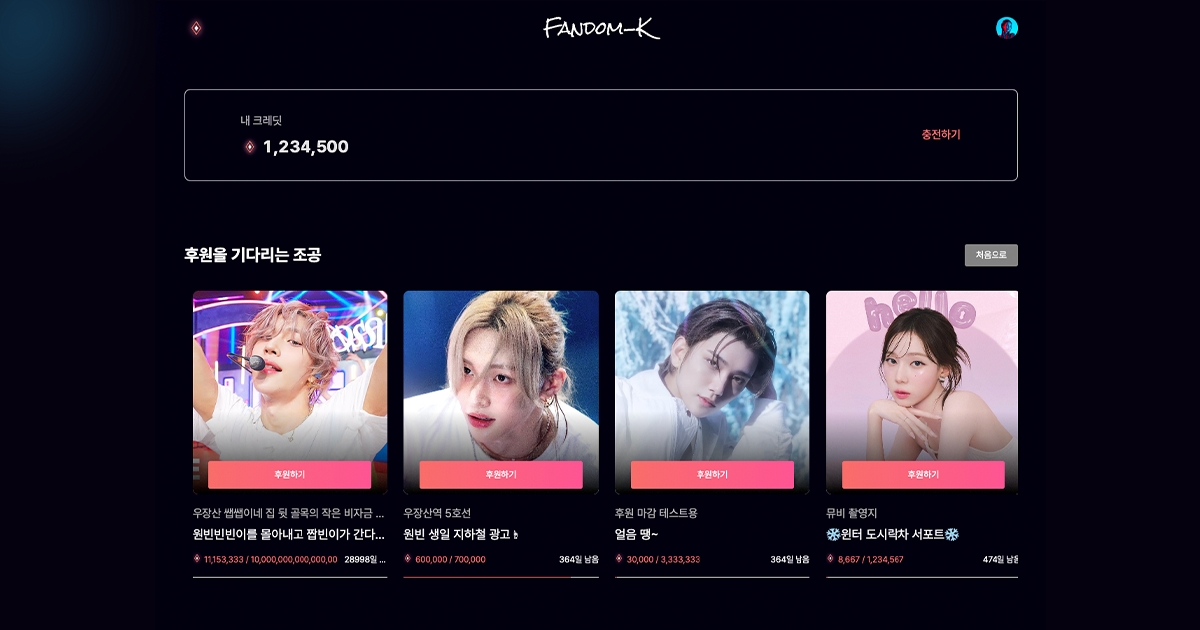 FANDOM-K
내 크레딧
1,234,500
충전하기
후원을 기다리는 조공
처음으로
hello
후원하기
후원하기
후원하기
후원하기
우장산 쌥쌥이네 집 뒷 골목의 작은 비자금 ...
우장산역 5호선
후원 마감 테스트용
뮤비 촬영지
원빈빈빈이를 몰아내고 짭빈이가 간다...
원빈 생일 지하철 광고
얼음 땡~
❄️윈터 도시락차 서포트❄️
11,153,333 / 10,000,000,000,000,00 28998일 ...
600,000 / 700,000 364일 남음
30,000 / 3,333,333 364일 남음
8,667 / 1,234,567 474일 남음